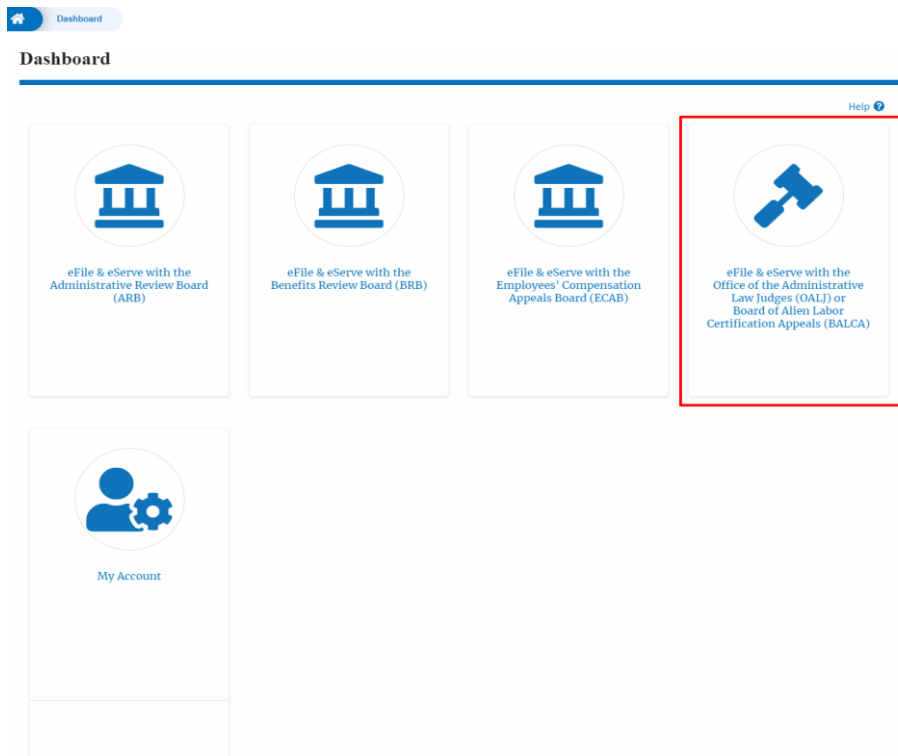 Dashboard
Dashboard
Help
eFile & eServe with the
Administrative Review Board
(ARB)
eFile & eServe with the
Benefits Review Board (BRB)
eFile & eServe with the
Employees' Compensation
Appeals Board (ECAB)
eFile & eServe with the
Office of the Administrative
Law Judges (OALJ) or
Board of Alien Labor
Certification Appeals (BALCA)
My Account